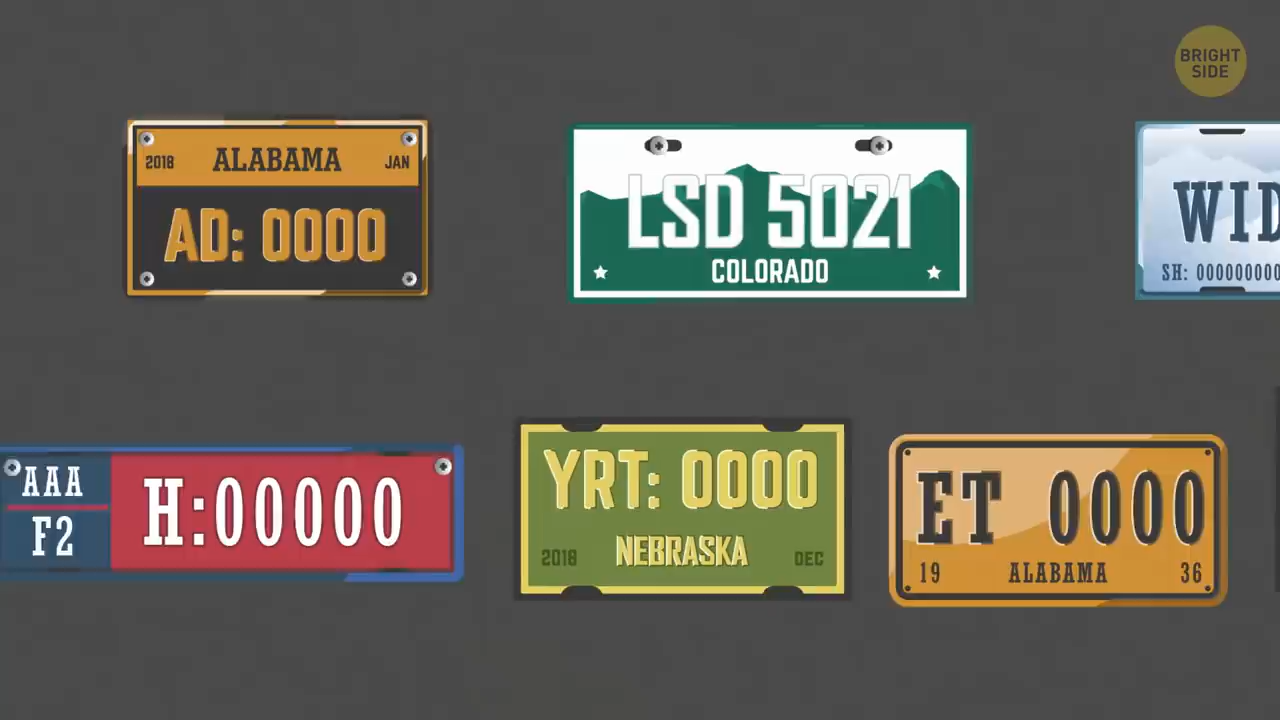 BRIGHT
SIDE
2018 ALABAMA JAN
AD: 0000
LSD 5021
COLORADO
WID
SH: 000000000
AAA
F2
H:00000
YRT: 0000
2018 NEBRASKA DEC
ET 0000
19 ALABAMA 36